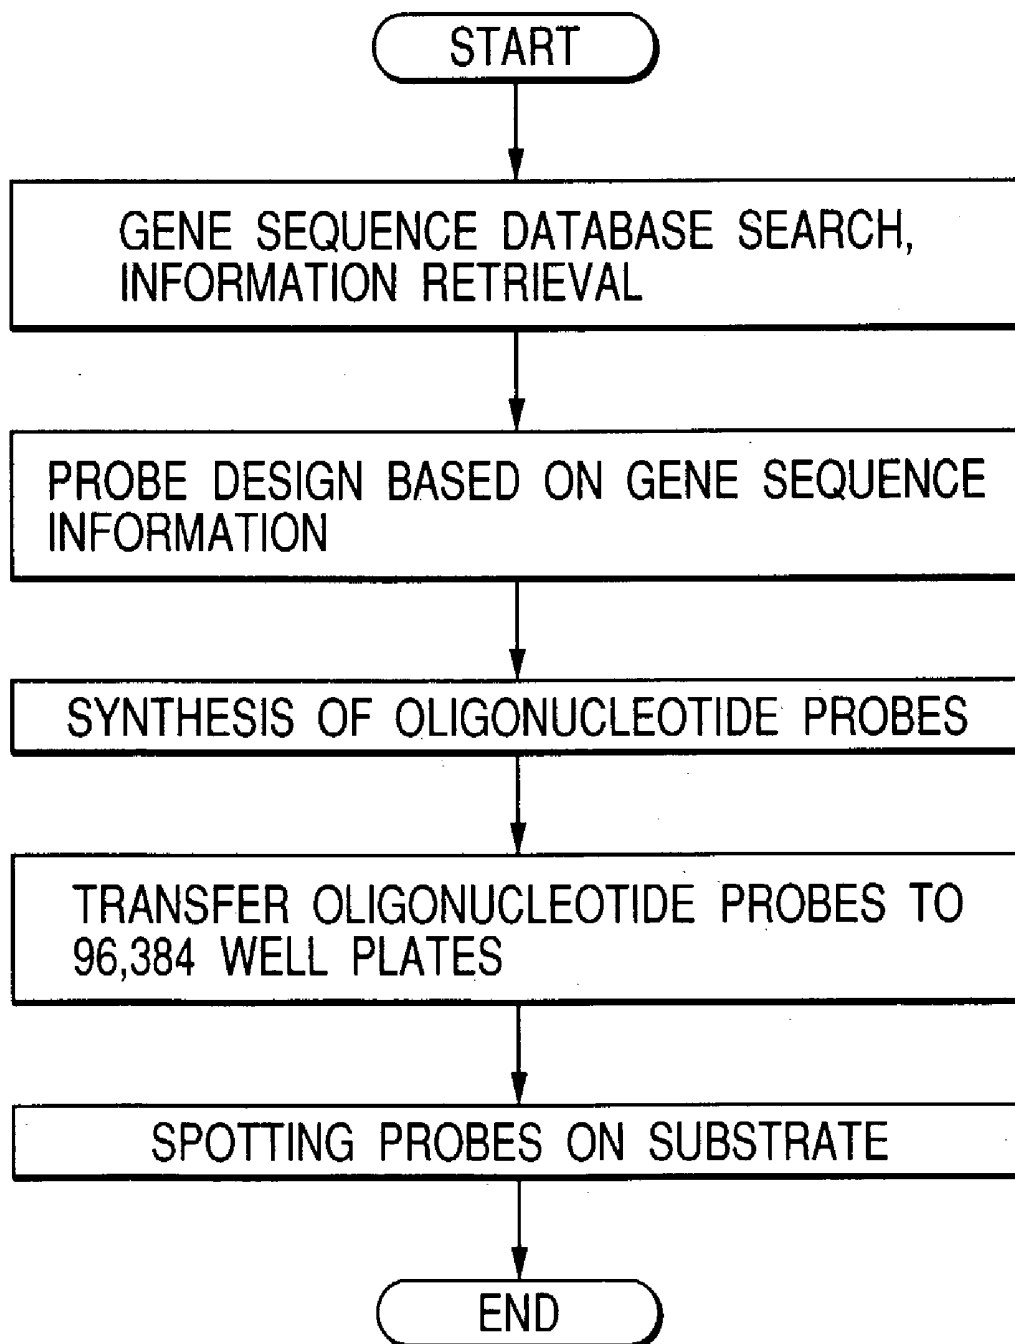 START
GENE SEQUENCE DATABASE SEARCH,
INFORMATION RETRIEVAL
PROBE DESIGN BASED ON GENE SEQUENCE
INFORMATION
SYNTHESIS OF OLIGONUCLEOTIDE PROBES
TRANSFER OLIGONUCLEOTIDE PROBES TO
96,384 WELL PLATES
SPOTTING PROBES ON SUBSTRATE
END